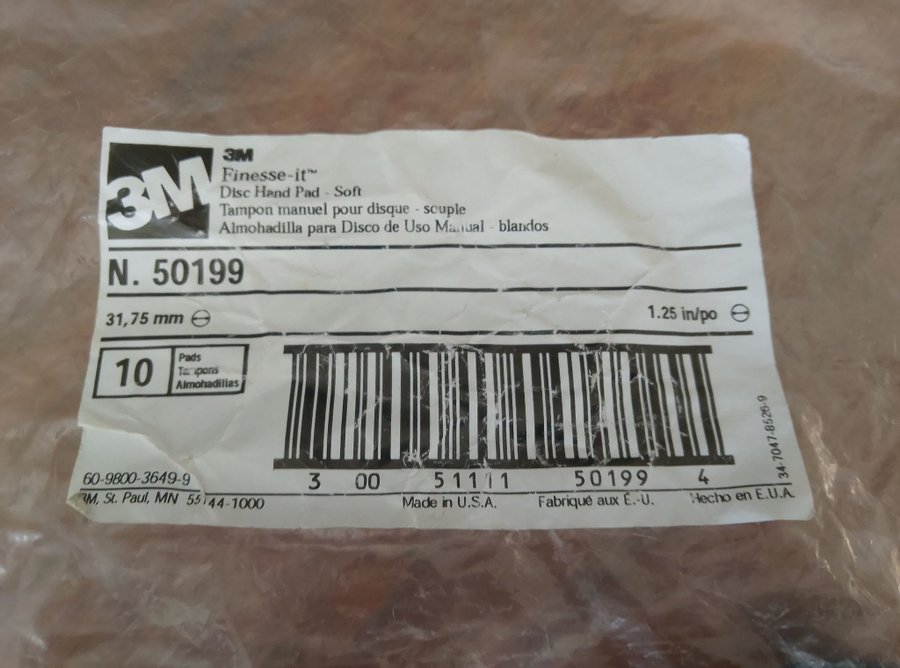 3M
3M
Finesse-it™
Disc Hand Pad - Soft
Tampon manuel pour disque - souple
Almohadilla para Disco de Uso Manual - blandos
N. 50199
31,75 mm
1.25 in/po
10
Pads
Tampons
Almohadillas
3 00 51111 50199 4
34-7047-8526-9
60-9800-3649-9
3M, St. Paul, MN 55144-1000
Made in U.S.A.
Fabriqué aux É.-U.
Hecho en E.U.A.